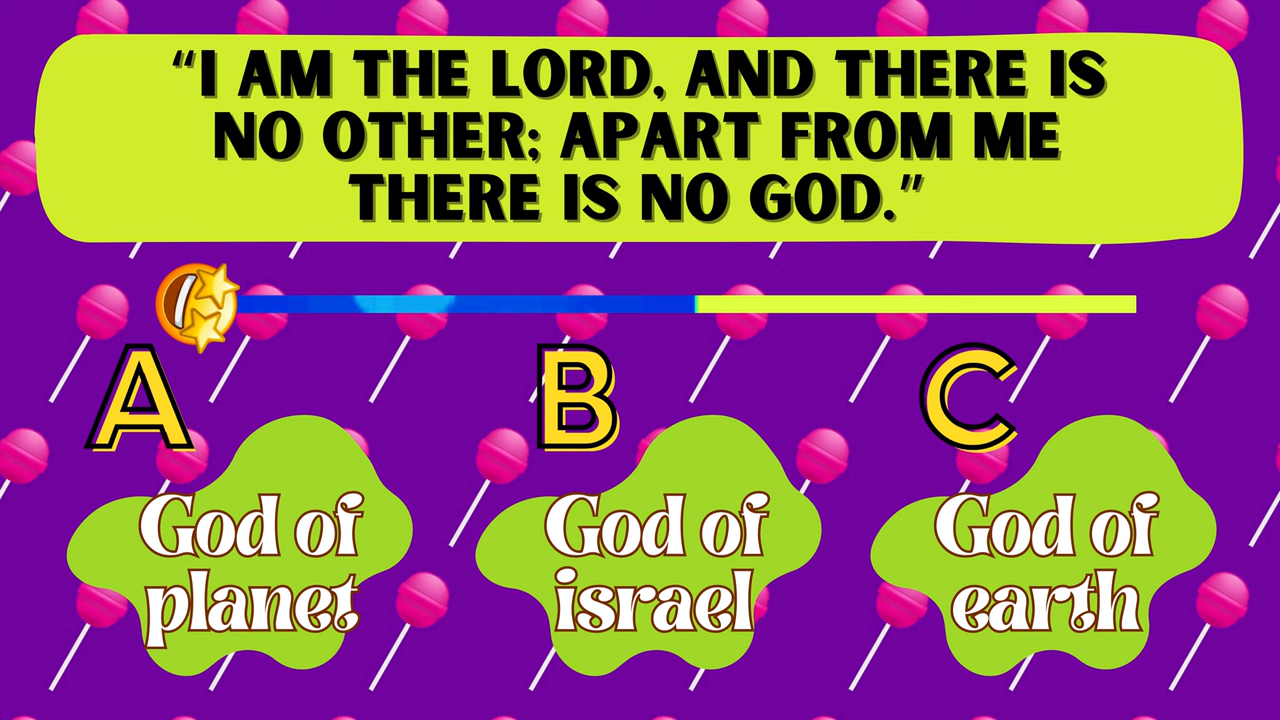 “I AM THE LORD, AND THERE IS
NO OTHER; APART FROM ME
THERE IS NO GOD.”
A
B
C
God of
planet
God of
israel
God of
earth